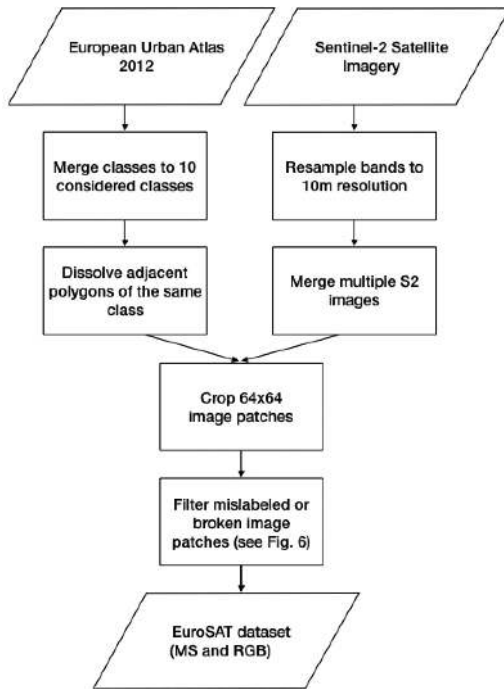 European Urban Atlas
2012
Sentinel-2 Satellite
Imagery
Merge classes to 10
considered classes
Resample bands to
10m resolution
Dissolve adjacent
polygons of the same
class
Merge multiple S2
images
Crop 64x64
image patches
Filter mislabeled or
broken image
patches (see Fig. 6)
EuroSAT dataset
(MS and RGB)